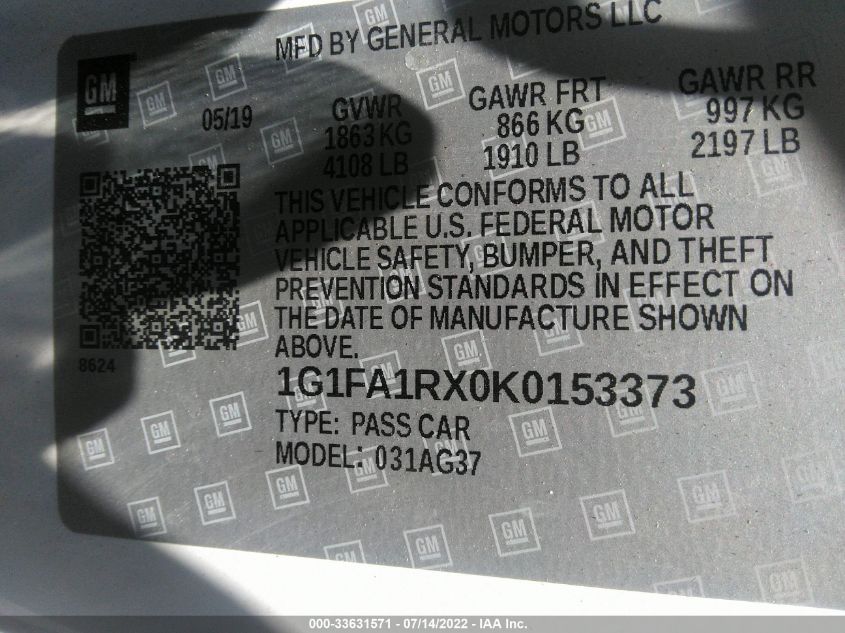 MFD BY GENERAL MOTORS LLC
GM
05/19
GVWR
1863 KG
4108 LB
GAWR FRT
866 KG
1910 LB
GAWR RR
997 KG
2197 LB
THIS VEHICLE CONFORMS TO ALL
APPLICABLE U.S. FEDERAL MOTOR
VEHICLE SAFETY, BUMPER, AND THEFT
PREVENTION STANDARDS IN EFFECT ON
THE DATE OF MANUFACTURE SHOWN
ABOVE.
8624
1G1FA1RX0K0153373
TYPE: PASS CAR
MODEL: 031AG37
000-33631571 - 07/14/2022 - IAA Inc.